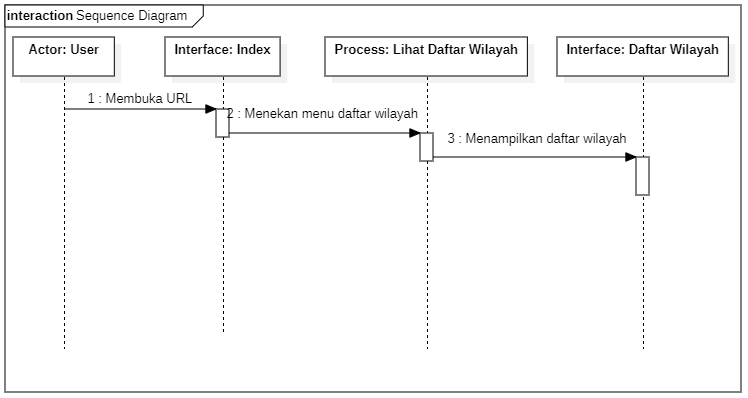 interaction Sequence Diagram
Actor: User
Interface: Index
Process: Lihat Daftar Wilayah
Interface: Daftar Wilayah
1 : Membuka URL
2 : Menekan menu daftar wilayah
3 : Menampilkan daftar wilayah